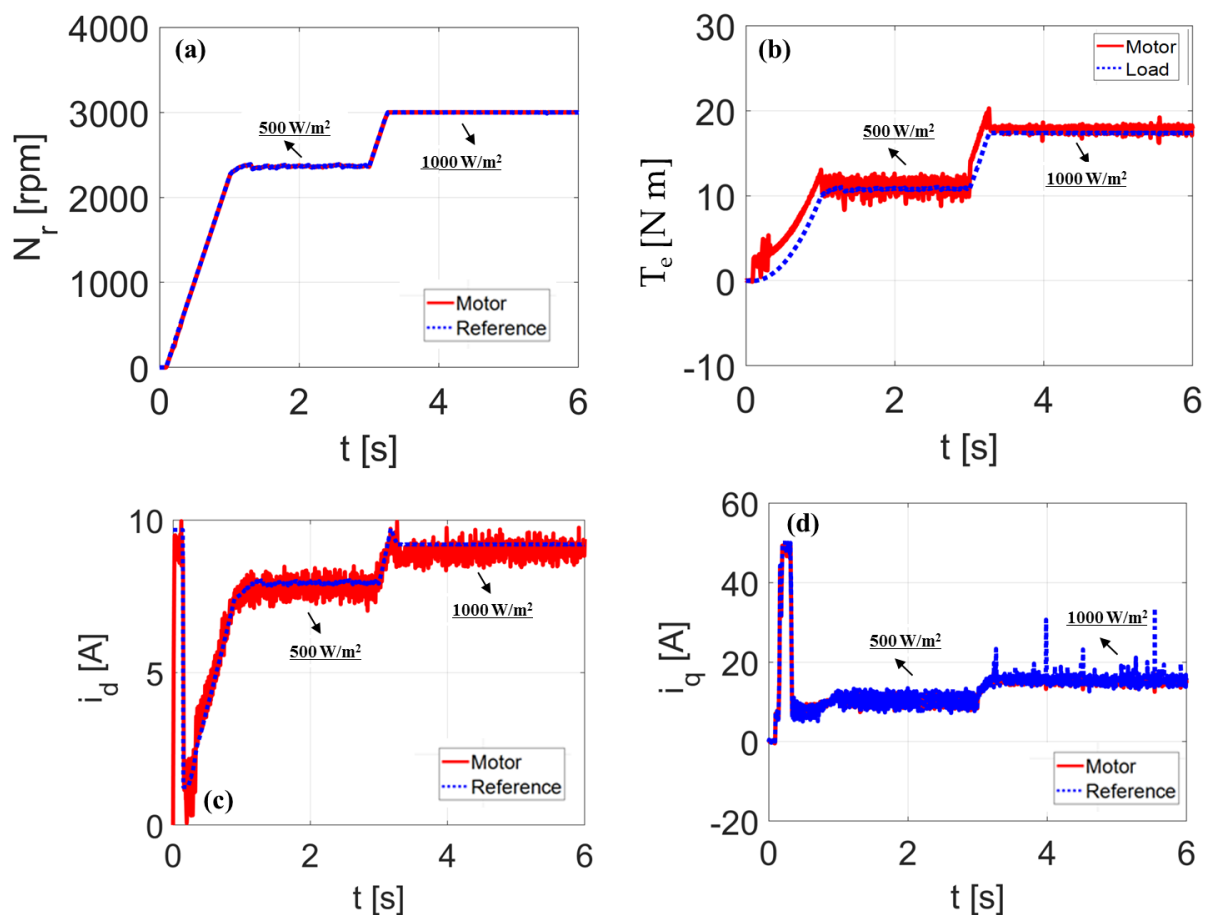 (a)
4000
3000
2000
1000
0
N_r [rpm]
500 W/m²
1000 W/m²
Motor
Reference
0 2 4 6
t [s]
(b)
30
20
10
0
-10
T_e [N m]
Motor
Load
500 W/m²
1000 W/m²
0 2 4 6
t [s]
10
5
0
i_d [A]
1000 W/m²
500 W/m²
Motor
Reference
(c)
0 2 4 6
t [s]
(d)
60
40
20
0
-20
i_q [A]
500 W/m²
1000 W/m²
Motor
Reference
0 2 4 6
t [s]